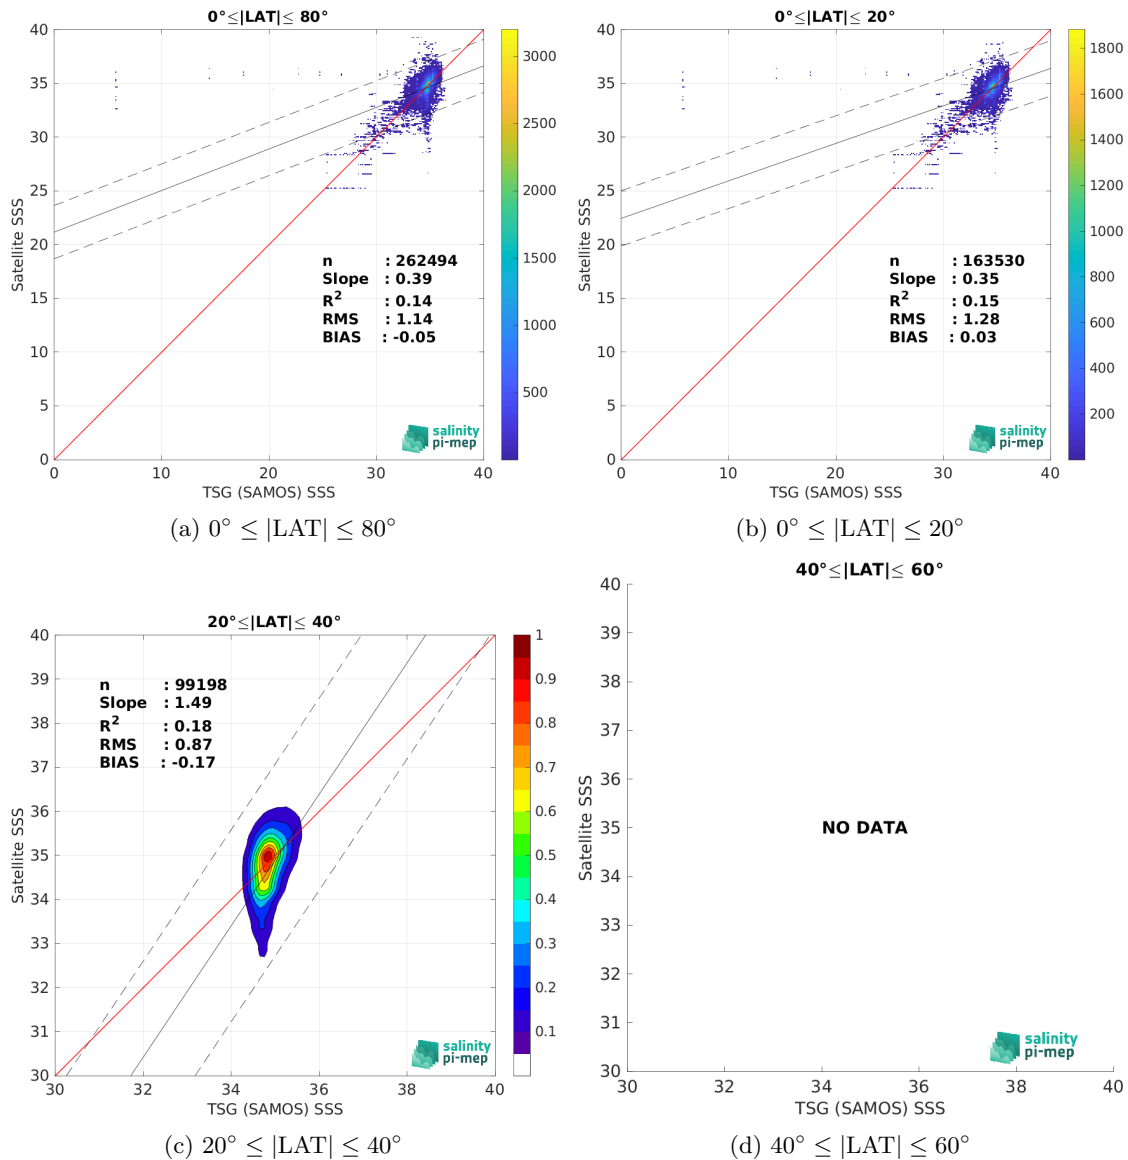 0°≤|LAT|≤ 80°
40
35
30
25
20
15
10
5
0
Satellite SSS
n : 262494
Slope : 0.39
R² : 0.14
RMS : 1.14
BIAS : -0.05
salinity
pi-mep
0 10 20 30 40
TSG (SAMOS) SSS
3000
2500
2000
1500
1000
500
(a) 0° ≤ |LAT| ≤ 80°
0°≤|LAT|≤ 20°
40
35
30
25
20
15
10
5
0
Satellite SSS
n : 163530
Slope : 0.35
R² : 0.15
RMS : 1.28
BIAS : 0.03
salinity
pi-mep
0 10 20 30 40
TSG (SAMOS) SSS
1800
1600
1400
1200
1000
800
600
400
200
(b) 0° ≤ |LAT| ≤ 20°
20°≤|LAT|≤ 40°
40
39
38
37
36
35
34
33
32
31
30
Satellite SSS
n : 99198
Slope : 1.49
R² : 0.18
RMS : 0.87
BIAS : -0.17
salinity
pi-mep
30 32 34 36 38 40
TSG (SAMOS) SSS
1
0.9
0.8
0.7
0.6
0.5
0.4
0.3
0.2
0.1
(c) 20° ≤ |LAT| ≤ 40°
40°≤|LAT|≤ 60°
40
39
38
37
36
35
34
33
32
31
30
Satellite SSS
NO DATA
salinity
pi-mep
30 32 34 36 38 40
TSG (SAMOS) SSS
(d) 40° ≤ |LAT| ≤ 60°